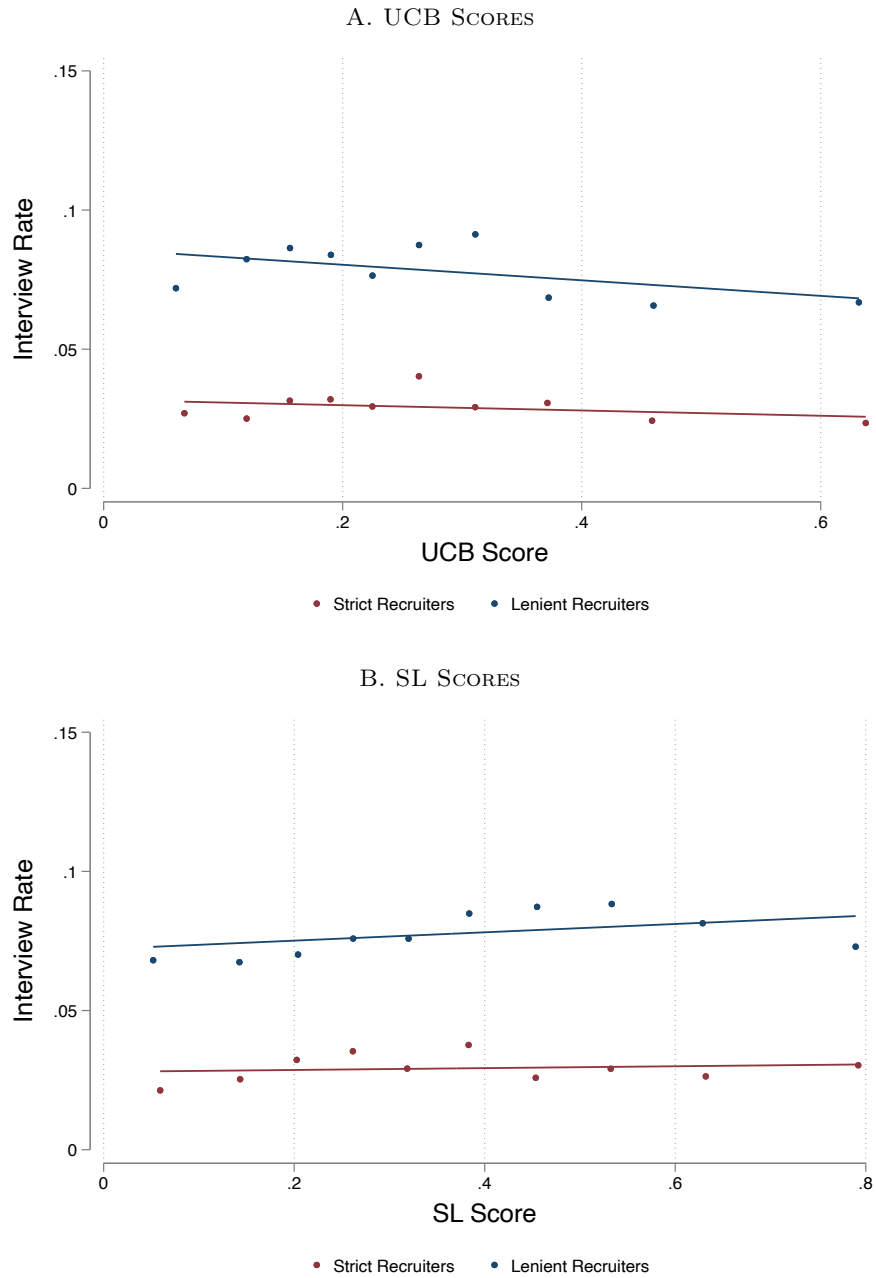 A. UCB SCORES
.15
.1
.05
0
Interview Rate
0 .2 .4 .6
UCB Score
Strict Recruiters Lenient Recruiters
B. SL SCORES
.15
.1
.05
0
Interview Rate
0 .2 .4 .6 .8
SL Score
Strict Recruiters Lenient Recruiters